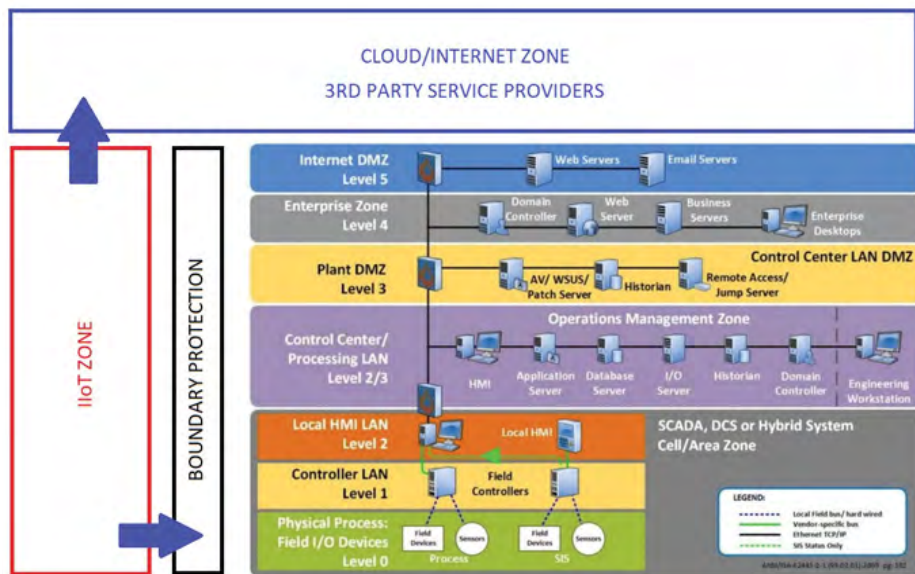 CLOUD/INTERNET ZONE
3RD PARTY SERVICE PROVIDERS
IIoT ZONE
BOUNDARY PROTECTION
Internet DMZ
Level 5
Web Servers
Email Servers
Enterprise Zone
Level 4
Domain
Controller
Web
Server
Business
Servers
Enterprise
Desktops
Plant DMZ
Level 3
Control Center LAN DMZ
AV/ WSUS/
Patch Server
Historian
Remote Access/
Jump Server
Operations Management Zone
Control Center/
Processing LAN
Level 2/3
HMI
Application
Server
Database
Server
I/O
Server
Historian
Domain
Controller
Engineering
Workstation
Local HMI LAN
Level 2
Local HMI
SCADA, DCS or Hybrid System
Cell/Area Zone
Controller LAN
Level 1
Field
Controllers
Physical Process:
Field I/O Devices
Level 0
Field
Devices
Sensors
Process
Field
Devices
Sensors
SIS
LEGEND:
Local Field bus/ hard wired
Vendor-specific bus
Ethernet TCP/IP
SIS Status Only